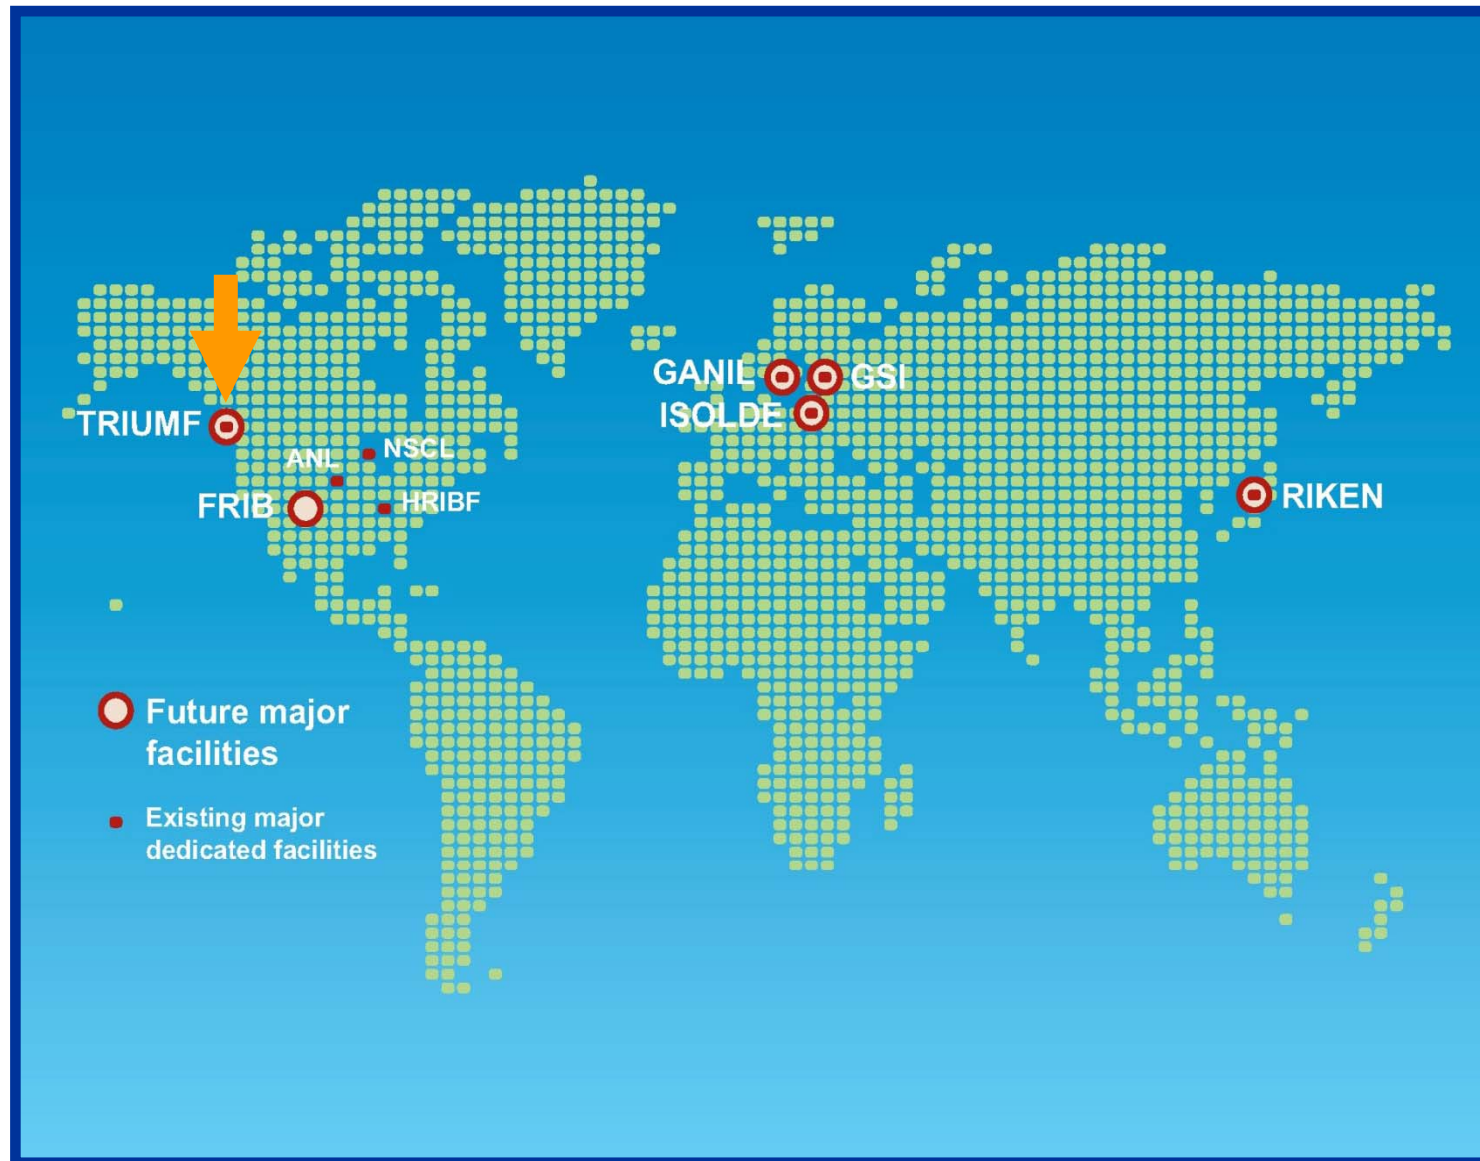 GANIL
GSI
ISOLDE
TRIUMF
NSCL
ANL
FRIB
HRIBF
RIKEN
Future major
facilities
Existing major
dedicated facilities